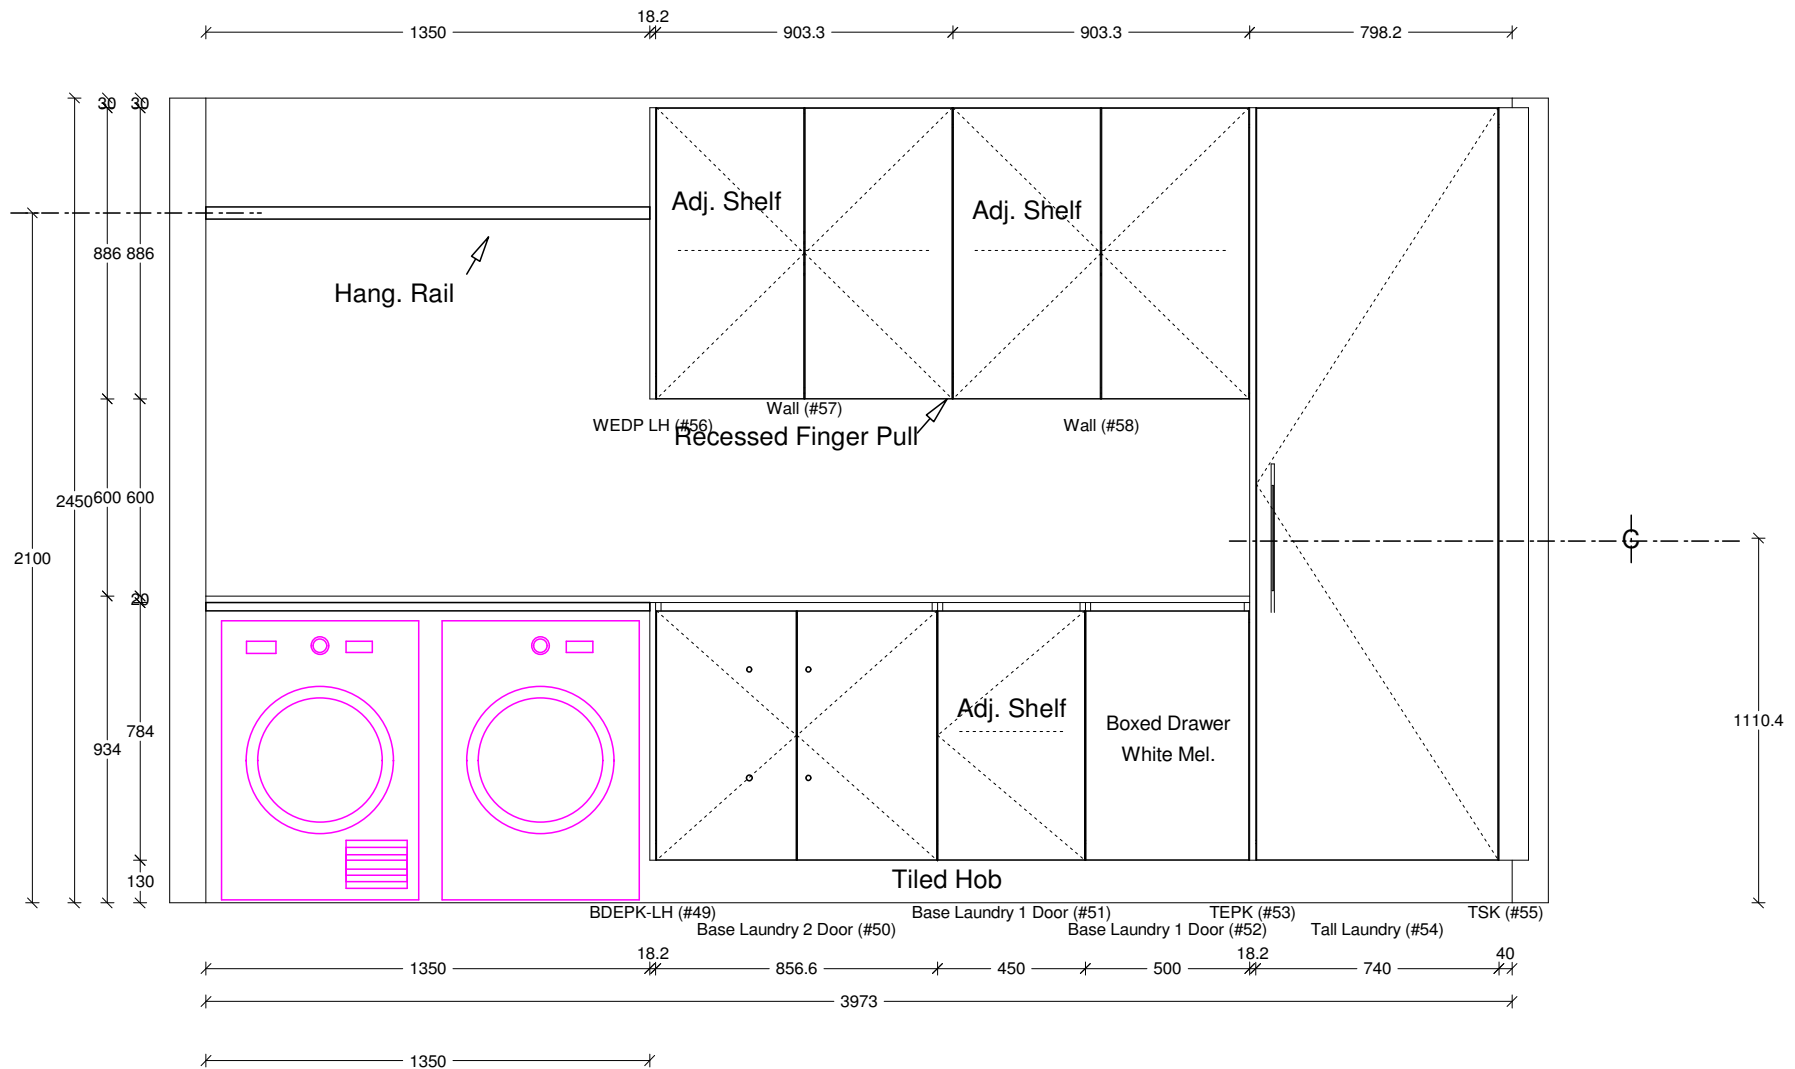 18.2
1350
903.3
903.3
798.2
30
30
Adj. Shelf
Adj. Shelf
886
886
Hang. Rail
Wall (#57)
WEDP LH (#56)
Wall (#58)
Recessed Finger Pull
2450
600
600
C
2100
20
Adj. Shelf
Boxed Drawer
White Mel.
1110.4
784
934
130
Tiled Hob
BDEPK-LH (#49)
Base Laundry 1 Door (#51)
TEPK (#53)
TSK (#55)
Base Laundry 2 Door (#50)
Base Laundry 1 Door (#52)
Tall Laundry (#54)
18.2
18.2
40
1350
856.6
450
500
740
3973
1350